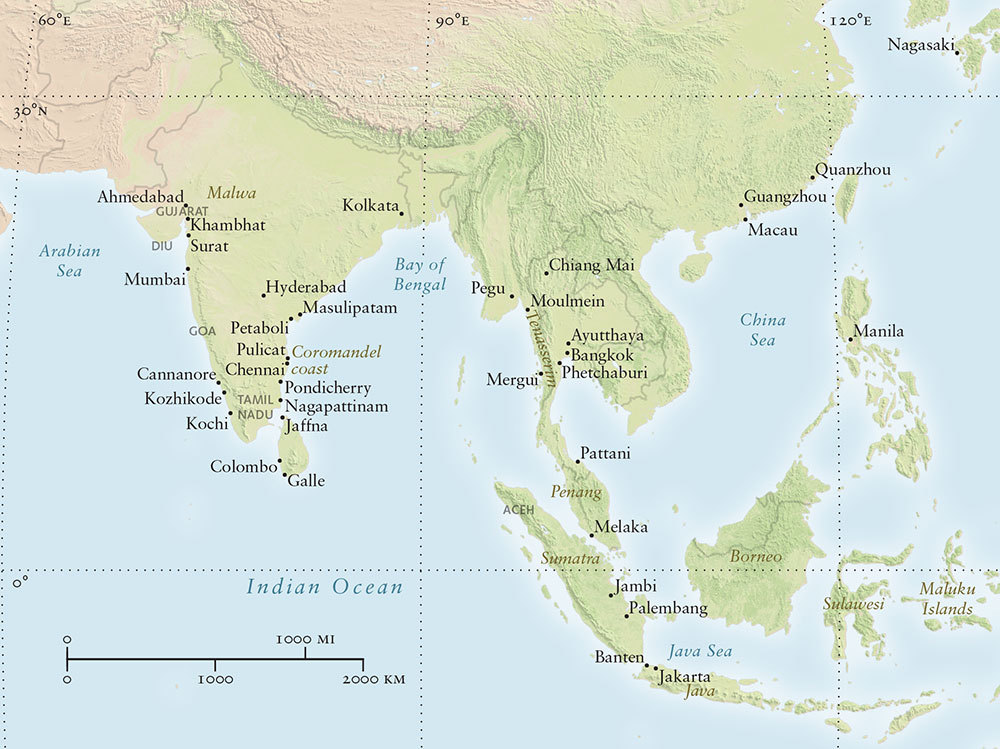 60°E
90°E
120°E
Nagasaki
30°N
Quanzhou
Ahmedabad
Malwa
Guangzhou
Kolkata
GUJARAT
Khambhat
Macau
DIU
Surat
Arabian
Sea
Bay of
Bengal
Chiang Mai
Mumbai
Hyderabad
Pegu
Moulmein
Masulipatam
Tenasserim
China
Sea
GOA
Petaboli
Manila
Ayutthaya
Pulicat
Coromandel
coast
Bangkok
Chennai
Phetchaburi
Cannanore
Mergui
Pondicherry
Kozhikode
TAMIL
NADU
Nagapattinam
Kochi
Jaffna
Pattani
Colombo
Galle
Penang
ACEH
Melaka
Sumatra
Borneo
0°
Indian Ocean
Jambi
Maluku
Islands
Sulawesi
Palembang
0
1000 MI
Java Sea
Banten
Jakarta
0
1000
2000 KM
Java